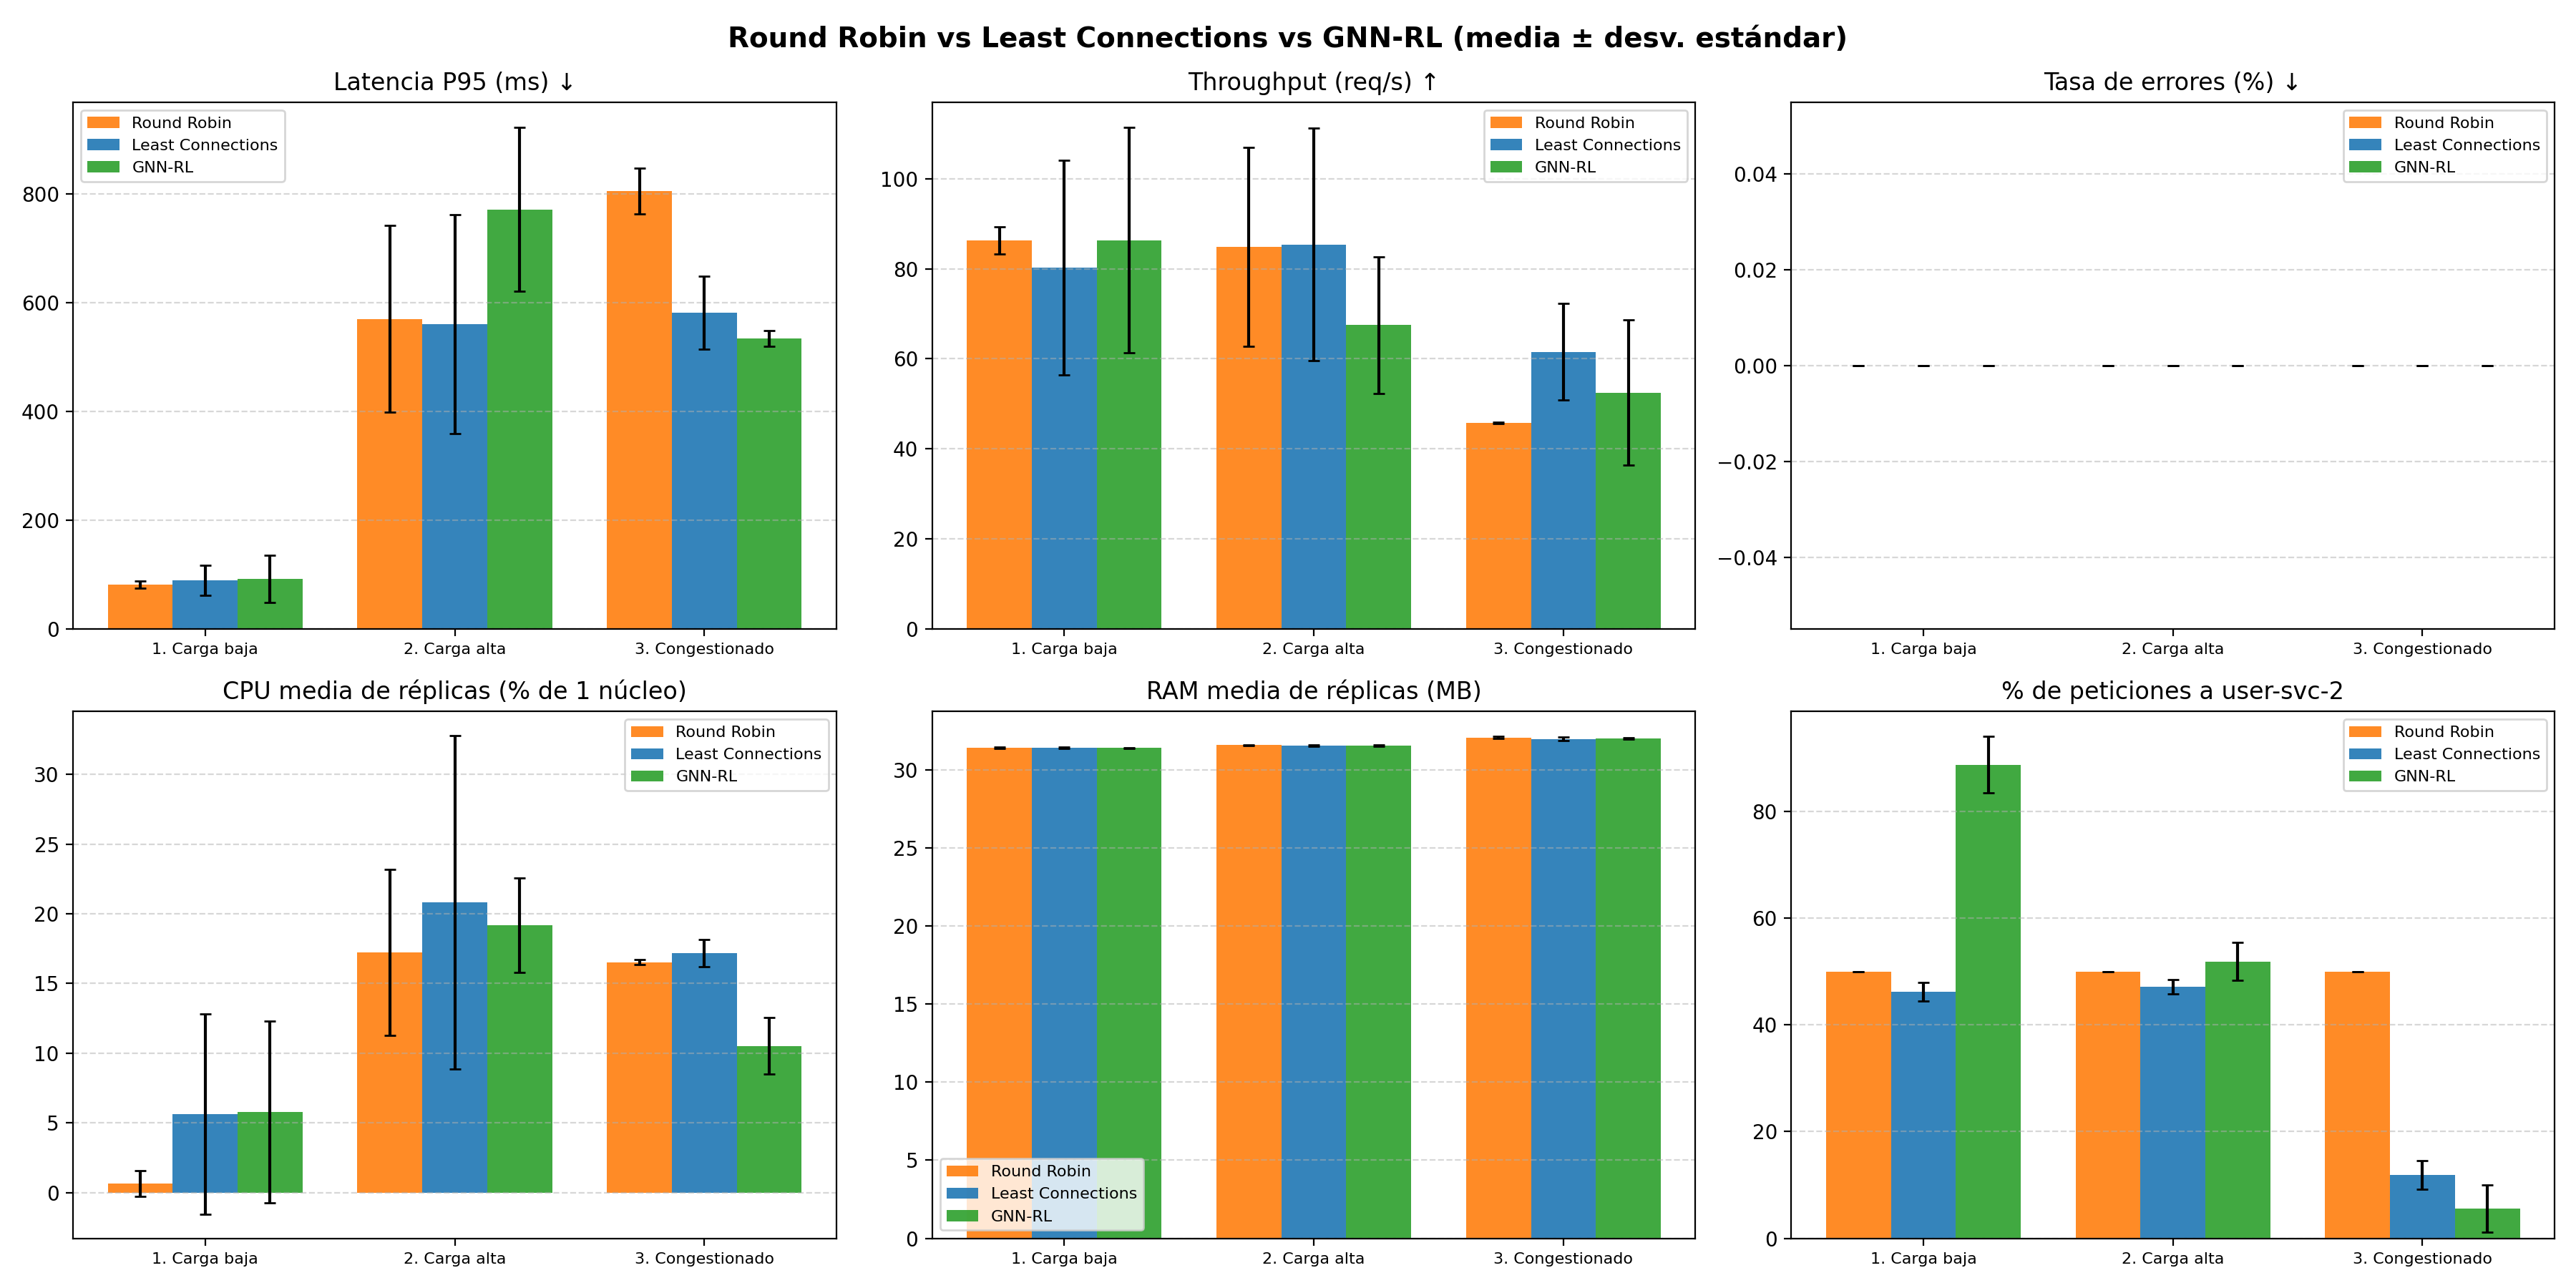 Round Robin vs Least Connections vs GNN-RL (media ± desv. estándar)
Latencia P95 (ms) ↓
Round Robin
Least Connections
GNN-RL
800
600
400
200
0
1. Carga baja
2. Carga alta
3. Congestionado
Throughput (req/s) ↑
Round Robin
Least Connections
GNN-RL
100
80
60
40
20
0
1. Carga baja
2. Carga alta
3. Congestionado
Tasa de errores (%) ↓
Round Robin
Least Connections
GNN-RL
0.04
0.02
0.00
−0.02
−0.04
1. Carga baja
2. Carga alta
3. Congestionado
CPU media de réplicas (% de 1 núcleo)
Round Robin
Least Connections
GNN-RL
30
25
20
15
10
5
0
1. Carga baja
2. Carga alta
3. Congestionado
RAM media de réplicas (MB)
30
25
20
15
10
5
0
Round Robin
Least Connections
GNN-RL
1. Carga baja
2. Carga alta
3. Congestionado
% de peticiones a user-svc-2
Round Robin
Least Connections
GNN-RL
80
60
40
20
0
1. Carga baja
2. Carga alta
3. Congestionado